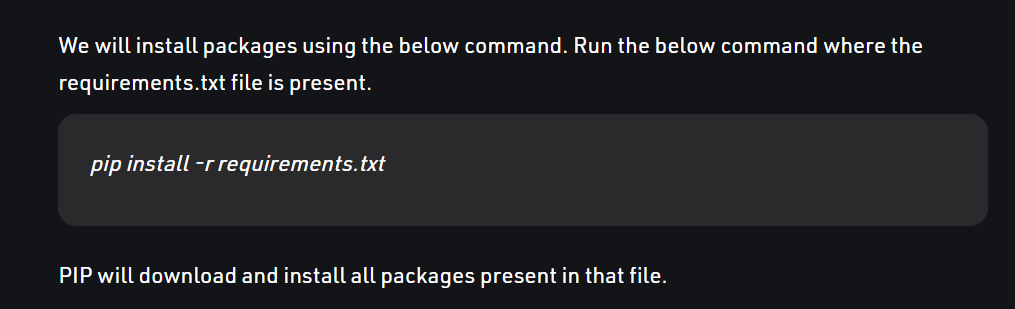 We will install packages using the below command. Run the below command where the
requirements.txt file is present.
pip install -r requirements.txt
PIP will download and install all packages present in that file.